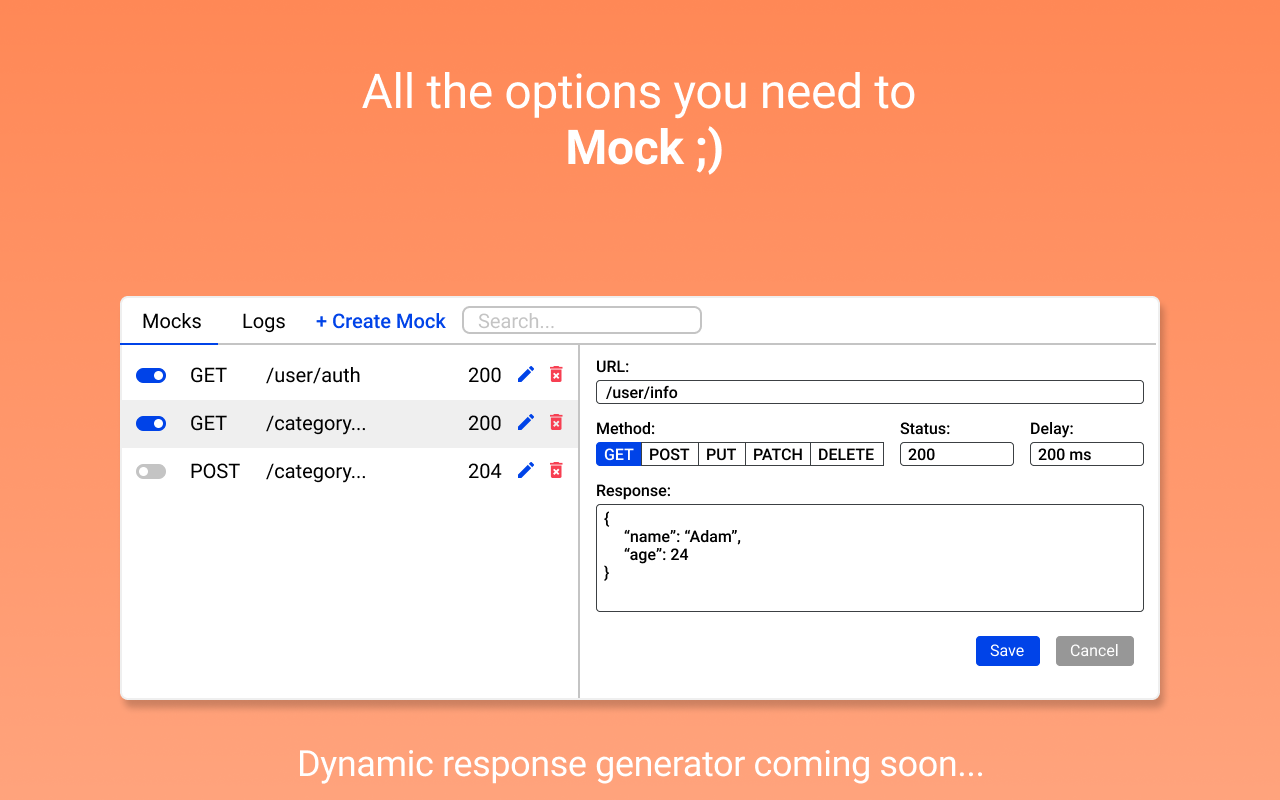 All the options you need to
Mock ;)
Mocks Logs + Create Mock Search...
GET /user/auth 200
GET /category... 200
POST /category... 204
URL:
/user/info
Method: Status: Delay:
GET POST PUT PATCH DELETE 200 200 ms
Response:
{
“name”: “Adam”,
“age”: 24
}
Save Cancel
Dynamic response generator coming soon...